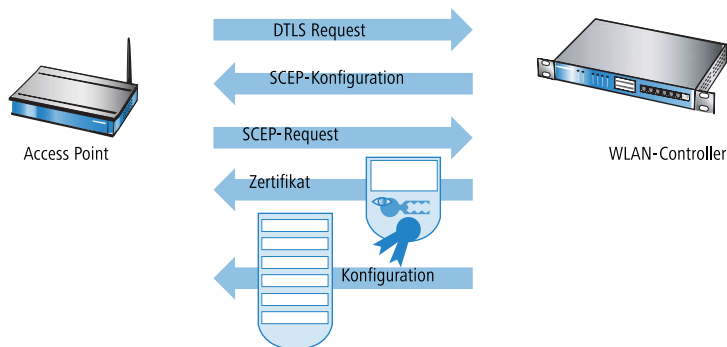 DTLS Request
SCEP-Konfiguration
SCEP-Request
Access Point
WLAN-Controller
Zertifikat
Konfiguration